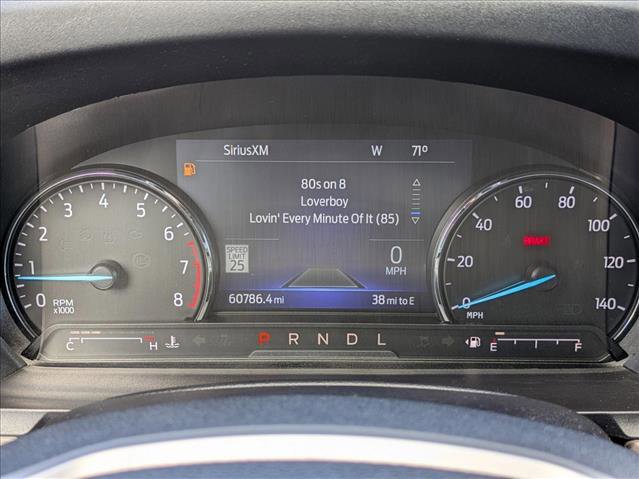 SiriusXM W 71°
80s on 8
Loverboy
Lovin' Every Minute Of It (85)
SPEED
LIMIT
25
0
MPH
60786.4 mi 38 mi to E
0 1 2 3 4 5 6 7 8
RPM
x1000
0 20 40 60 80 100 120 140
BRAKE
MPH
C H P R N D L E F